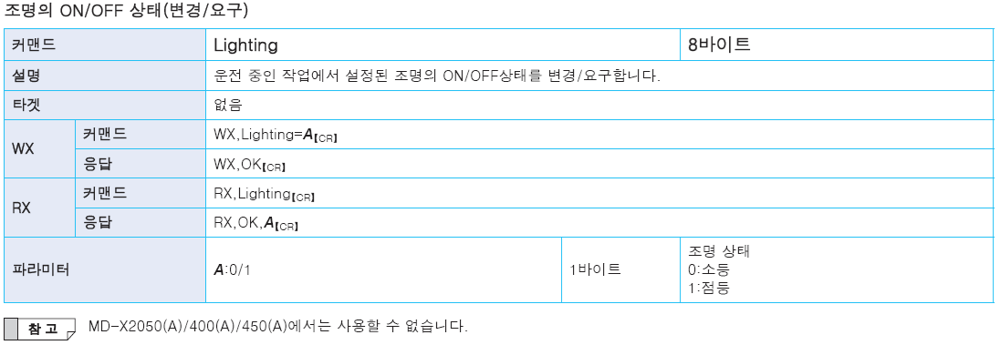 조명의 ON/OFF 상태(변경/요구)
커맨드 Lighting 8바이트
설명 운전 중인 작업에서 설정된 조명의 ON/OFF상태를 변경/요구합니다.
타겟 없음
WX 커맨드 WX,Lighting=A【CR】
응답 WX,OK【CR】
RX 커맨드 RX,Lighting【CR】
응답 RX,OK,A【CR】
파라미터 A:0/1 1바이트 조명 상태
0:소등
1:점등
참고 MD-X2050(A)/400(A)/450(A)에서는 사용할 수 없습니다.